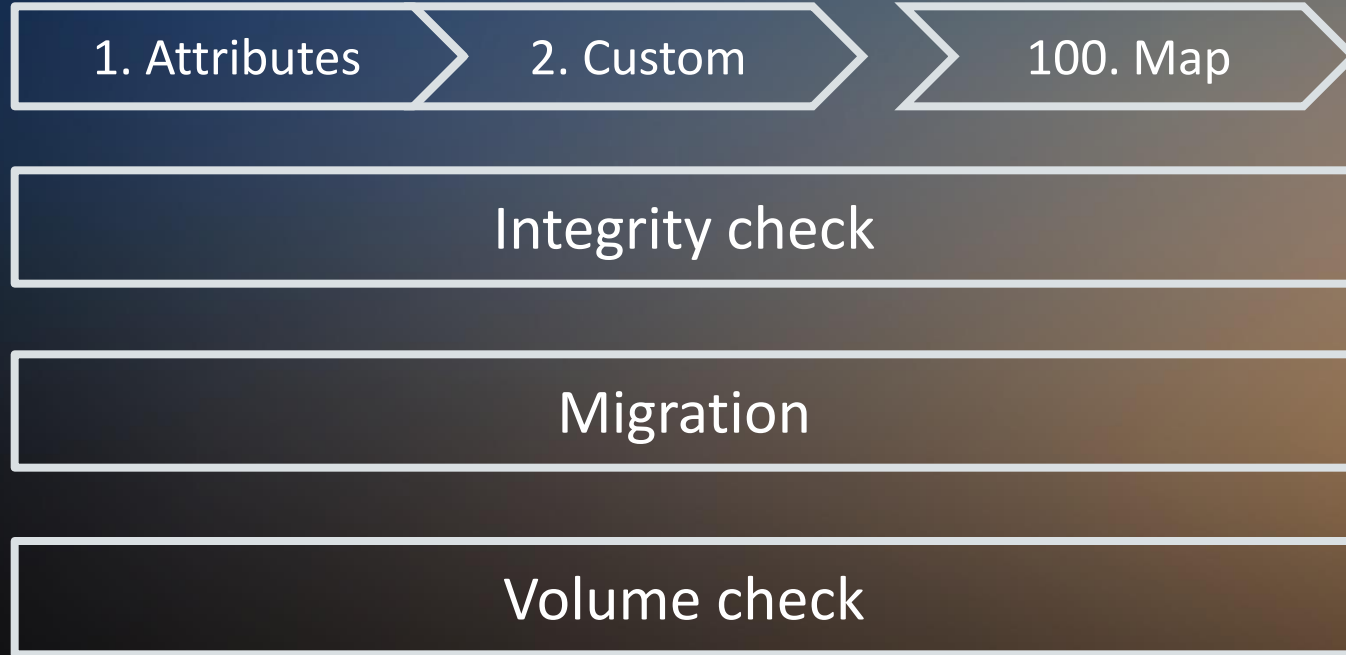 1. Attributes
2. Custom
100. Map
Integrity check
Migration
Volume check